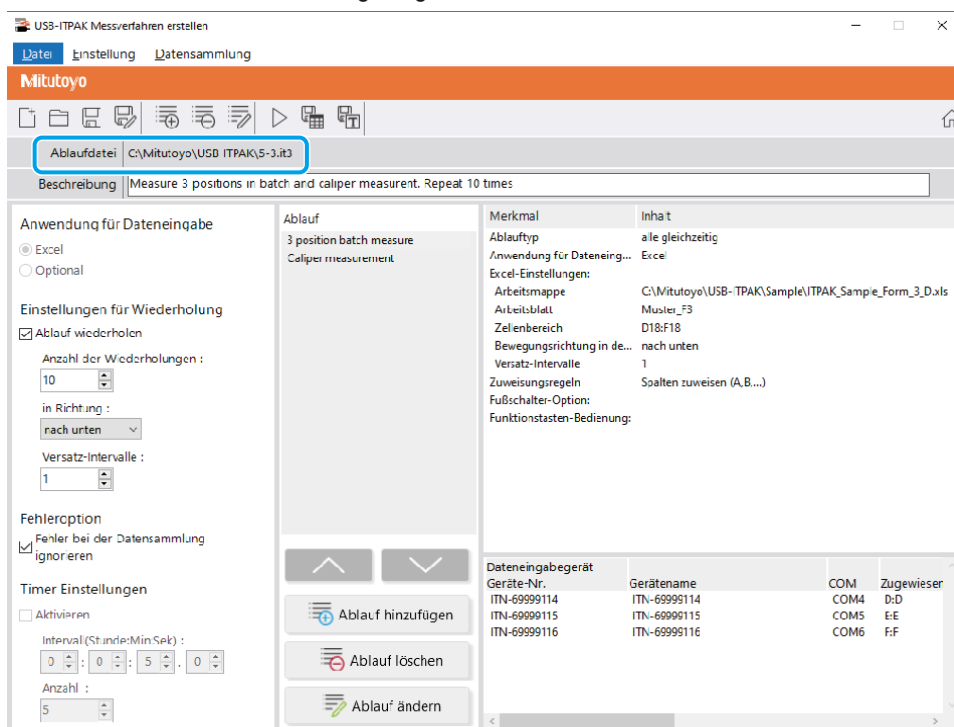 USB-ITPAK Messverfahren erstellen
Datei Einstellung Datensammlung
Mitutoyo
Ablaufdatei C:\Mitutoyo\USB-ITPAK\5-3.it3
Beschreibung Measure 3 positions in batch and caliper measurent. Repeat 10 times
Anwendung für Dateneingabe
Excel
Optional
Einstellungen für Wiederholung
Ablauf wiederholen
Anzahl der Wiederholungen :
10
in Richtung :
nach unten
Versatz-Intervalle :
1
Fehleroption
Fehler bei der Datensammlung
ignorieren
Timer Einstellungen
Aktivieren
Interval(Stunde:Min:Sek) :
0 : 0 : 5 . 0
Anzahl :
5
Ablauf
3 position batch measure
Caliper measurement
Ablauf hinzufügen
Ablauf löschen
Ablauf ändern
Merkmal Inhalt
Ablauftyp alle gleichzeitig
Anwendung für Dateneing... Excel
Excel-Einstellungen:
Arbeitsmappe C:\Mitutoyo\USB-ITPAK\Sample\ITPAK_Sample_Form_3_D.xls
Arbeitsblatt Muster_F3
Zellenbereich D18:F18
Bewegungsrichtung in de... nach unten
Versatz-Intervalle 1
Zuweisungsregeln Spalten zuweisen (A,B....)
Fußschalter-Option:
Funktionstasten-Bedienung:
Dateneingabegerät
Geräte-Nr. Gerätename COM Zugewiesen
ITN-69999114 ITN-69999114 COM4 D:D
ITN-69999115 ITN-69999115 COM5 E:E
ITN-69999116 ITN-69999116 COM6 F:F